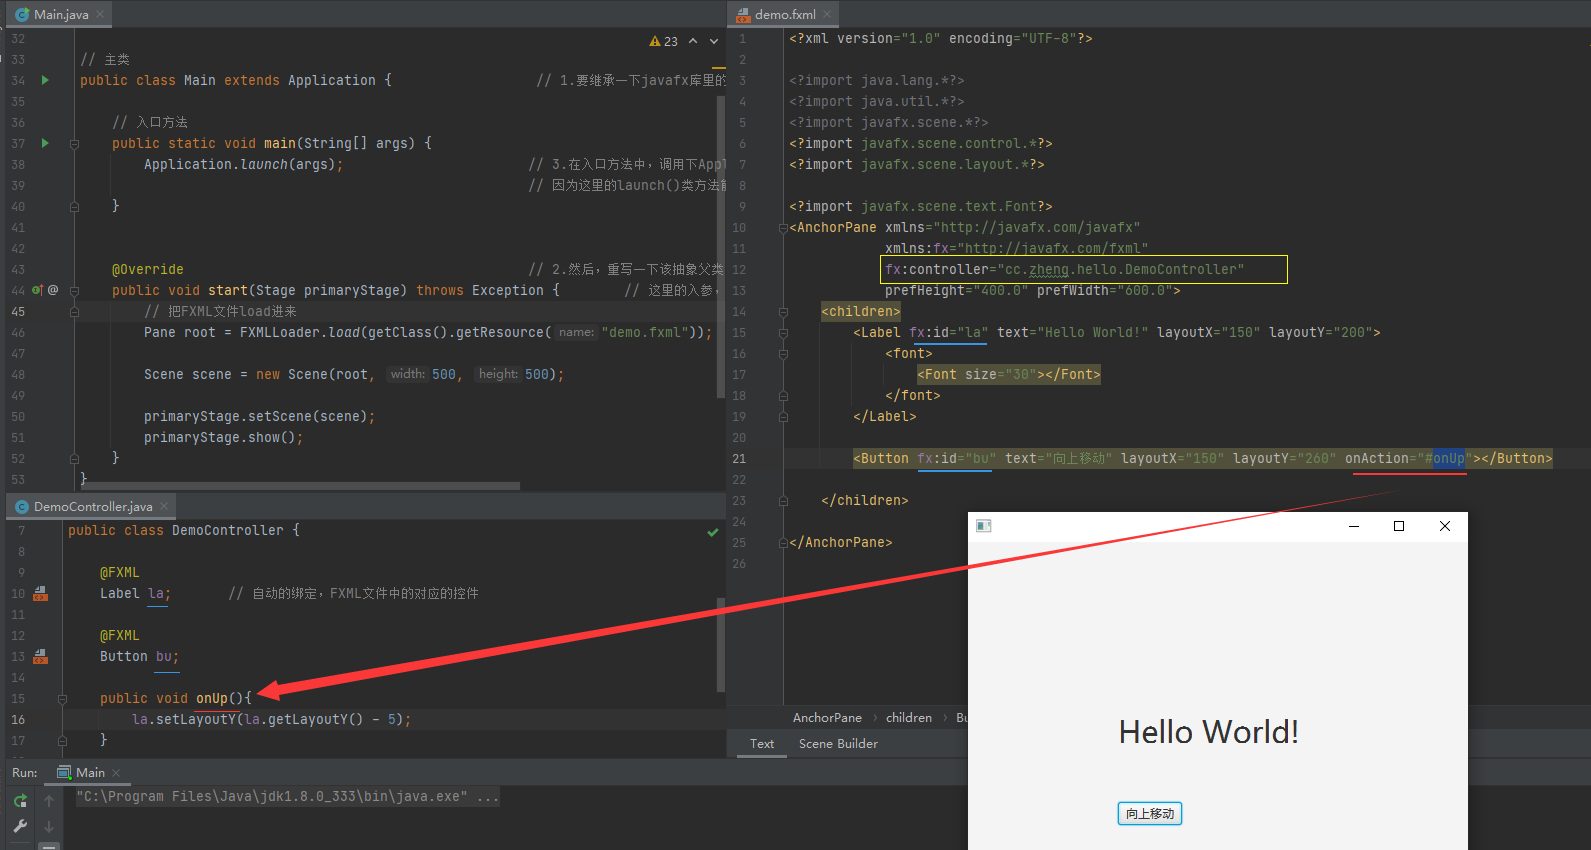 Main.java
23
32
33 // 主类
34 public class Main extends Application { // 1.要继承一下javafx库里的
35
36 // 入口方法
37 public static void main(String[] args) {
38 Application.launch(args); // 3.在入口方法中，调用下Appl
39 // 因为这里的launch()类方法
40 }
41
42
43 @Override // 2.然后，重写一下该抽象父类
44 @ public void start(Stage primaryStage) throws Exception { // 这里的入参，
45 // 把FXML文件load进来
46 Pane root = FXMLLoader.load(getClass().getResource( name: "demo.fxml"));
47
48 Scene scene = new Scene(root, width: 500, height: 500);
49
50 primaryStage.setScene(scene);
51 primaryStage.show();
52 }
53 }
DemoController.java
7 public class DemoController {
8
9 @FXML
10 Label la; // 自动的绑定，FXML文件中的对应的控件
11
12 @FXML
13 Button bu;
14
15 public void onUp(){
16 la.setLayoutY(la.getLayoutY() - 5);
17 }
demo.fxml
1 <?xml version="1.0" encoding="UTF-8"?>
2
3 <?import java.lang.*?>
4 <?import java.util.*?>
5 <?import javafx.scene.*?>
6 <?import javafx.scene.control.*?>
7 <?import javafx.scene.layout.*?>
8
9 <?import javafx.scene.text.Font?>
10 <AnchorPane xmlns="http://javafx.com/javafx"
11 xmlns:fx="http://javafx.com/fxml"
12 fx:controller="cc.zheng.hello.DemoController"
13 prefHeight="400.0" prefWidth="600.0">
14 <children>
15 <Label fx:id="la" text="Hello World!" layoutX="150" layoutY="200">
16 <font>
17 <Font size="30"></Font>
18 </font>
19 </Label>
20
21 <Button fx:id="bu" text="向上移动" layoutX="150" layoutY="260" onAction="#onUp"></Button>
22
23 </children>
24
25 </AnchorPane>
26
AnchorPane › children › Bu
Text Scene Builder
Hello World!
向上移动
Run: Main
"C:\Program Files\Java\jdk1.8.0_333\bin\java.exe" ...